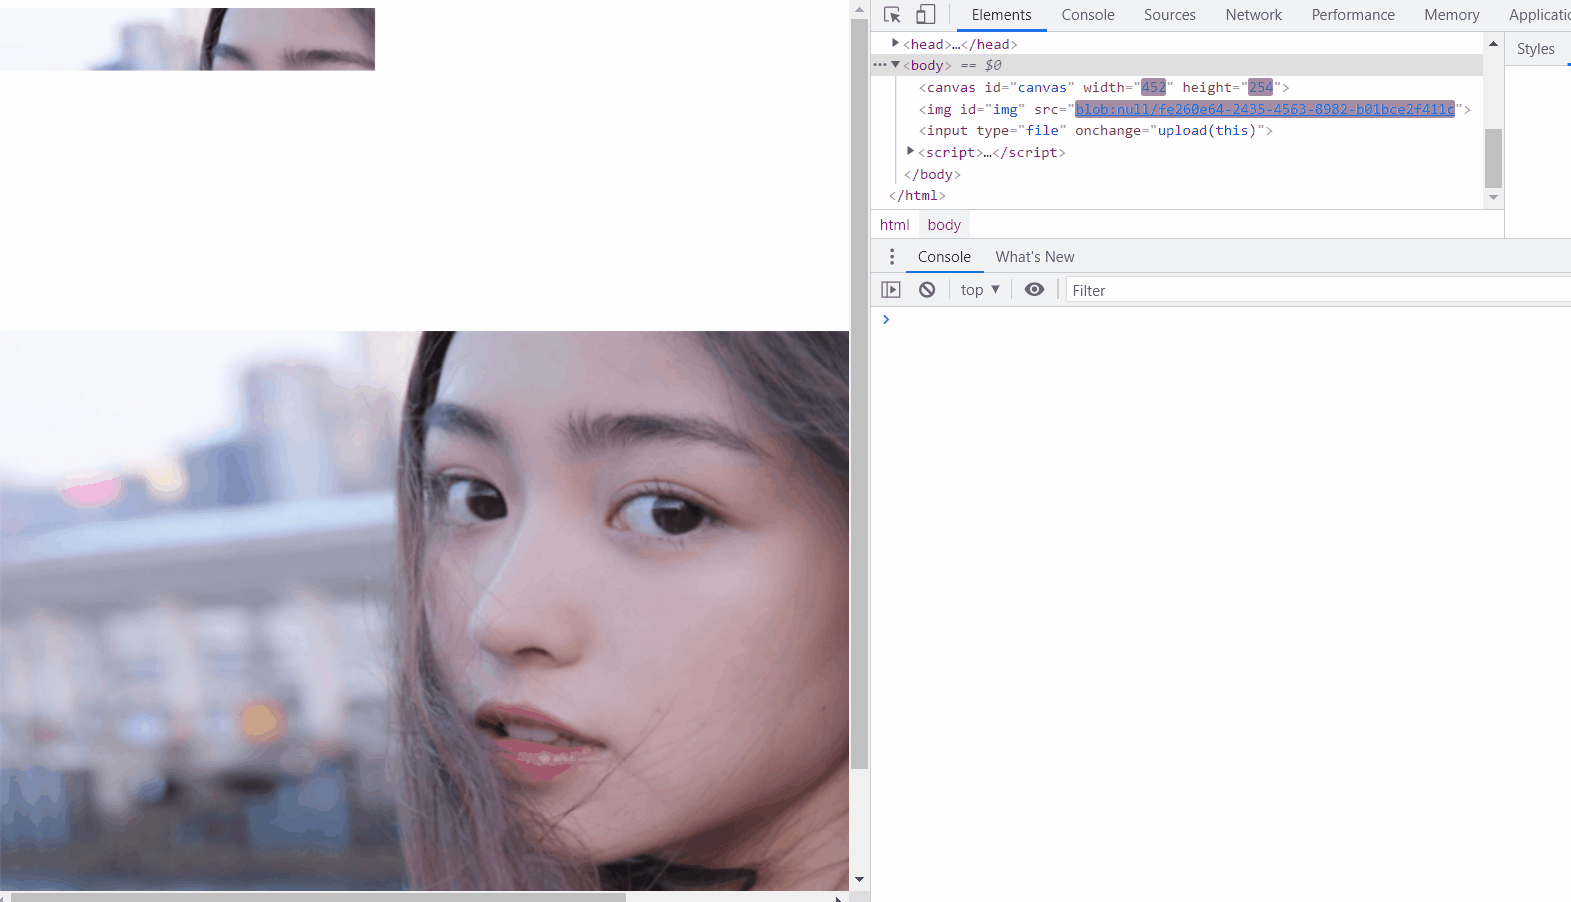 Elements Console Sources Network Performance Memory
<head>…</head>
<body> == $0
<canvas id="canvas" width="452" height="254">
<img id="img" src="blob:null/fe260e64-2435-4563-8982-b01bce2f411c">
<input type="file" onchange="upload(this)">
<script>…</script>
</body>
</html>
html body
Styles
Console What's New
top Filter